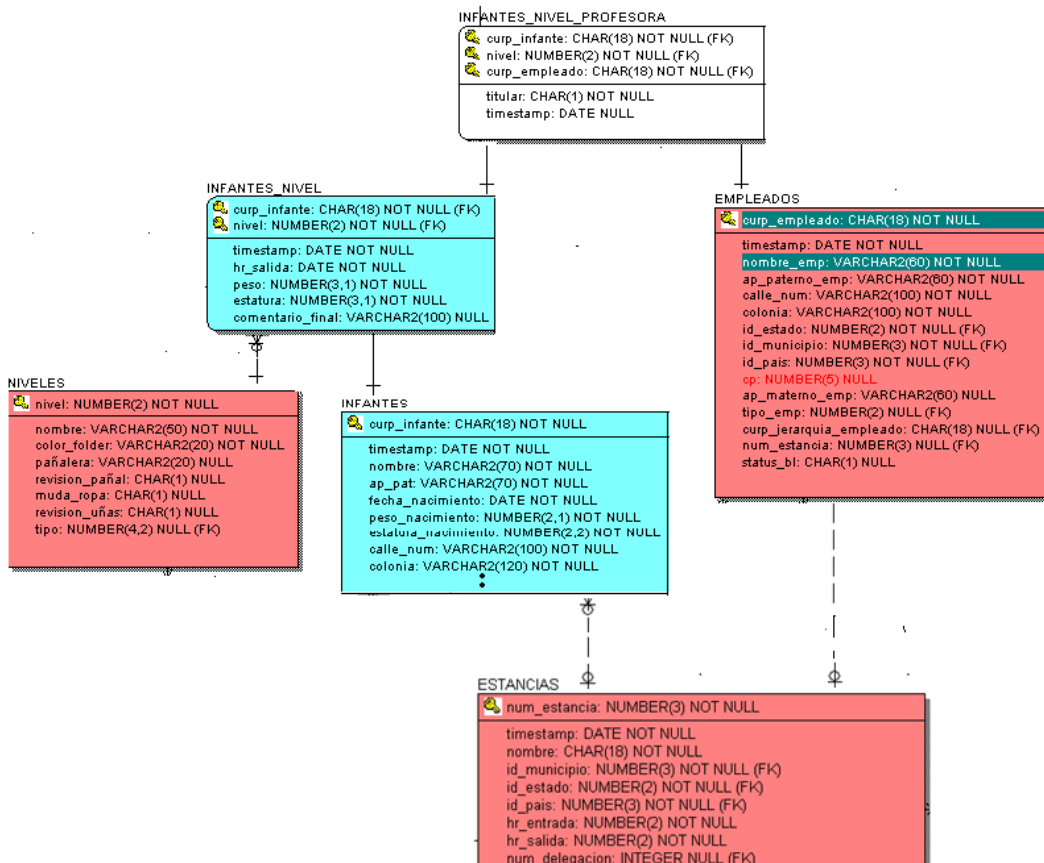 INFANTES_NIVEL_PROFESORA
curp_infante: CHAR(18) NOT NULL (FK)
nivel: NUMBER(2) NOT NULL (FK)
curp_empleado: CHAR(18) NOT NULL (FK)
titular: CHAR(1) NOT NULL
timestamp: DATE NULL
INFANTES_NIVEL
curp_infante: CHAR(18) NOT NULL (FK)
nivel: NUMBER(2) NOT NULL (FK)
timestamp: DATE NOT NULL
hr_salida: DATE NOT NULL
peso: NUMBER(3,1) NOT NULL
estatura: NUMBER(3,1) NOT NULL
comentario_final: VARCHAR2(100) NULL
EMPLEADOS
curp_empleado: CHAR(18) NOT NULL
timestamp: DATE NOT NULL
nombre_emp: VARCHAR2(60) NOT NULL
ap_paterno_emp: VARCHAR2(60) NOT NULL
calle_num: VARCHAR2(100) NOT NULL
colonia: VARCHAR2(100) NOT NULL
id_estado: NUMBER(2) NOT NULL (FK)
id_municipio: NUMBER(3) NOT NULL (FK)
id_pais: NUMBER(3) NOT NULL (FK)
cp: NUMBER(5) NULL
ap_materno_emp: VARCHAR2(60) NULL
tipo_emp: NUMBER(2) NULL (FK)
curp_jerarquia_empleado: CHAR(18) NULL (FK)
num_estancia: NUMBER(3) NULL (FK)
status_bl: CHAR(1) NULL
NIVELES
nivel: NUMBER(2) NOT NULL
nombre: VARCHAR2(50) NOT NULL
color_folder: VARCHAR2(20) NOT NULL
pañalera: VARCHAR2(20) NULL
revision_pañal: CHAR(1) NULL
muda_ropa: CHAR(1) NULL
revision_uñas: CHAR(1) NULL
tipo: NUMBER(4,2) NULL (FK)
INFANTES
curp_infante: CHAR(18) NOT NULL
timestamp: DATE NOT NULL
nombre: VARCHAR2(70) NOT NULL
ap_pat: VARCHAR2(70) NOT NULL
fecha_nacimiento: DATE NOT NULL
peso_nacimiento: NUMBER(2,1) NOT NULL
estatura_nacimiento: NUMBER(2,2) NOT NULL
calle_num: VARCHAR2(100) NOT NULL
colonia: VARCHAR2(120) NOT NULL
ESTANCIAS
num_estancia: NUMBER(3) NOT NULL
timestamp: DATE NOT NULL
nombre: CHAR(18) NOT NULL
id_municipio: NUMBER(3) NOT NULL (FK)
id_estado: NUMBER(2) NOT NULL (FK)
id_pais: NUMBER(3) NOT NULL (FK)
hr_entrada: NUMBER(2) NOT NULL
hr_salida: NUMBER(2) NOT NULL
num_delegacion: INTEGER NULL (FK)